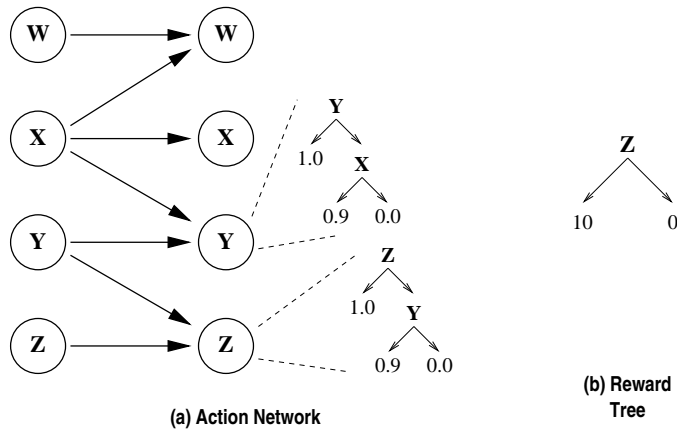 W W
X X
Y Y
Z Z
Y
1.0
X
0.9 0.0
Z
1.0
Y
0.9 0.0
(a) Action Network
Z
10 0
(b) Reward
Tree